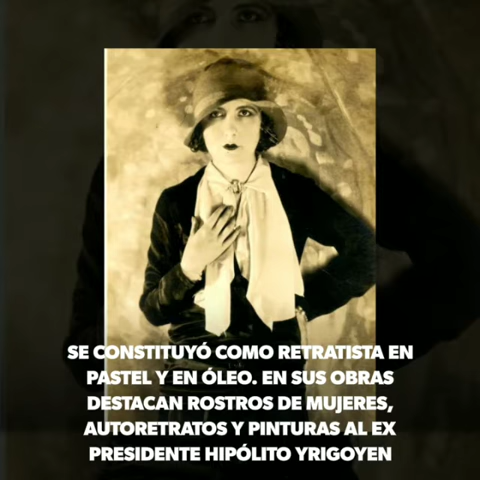 SE CONSTITUYÓ COMO RETRATISTA EN
PASTEL Y EN ÓLEO. EN SUS OBRAS
DESTACAN ROSTROS DE MUJERES,
AUTORETRATOS Y PINTURAS AL EX
PRESIDENTE HIPÓLITO YRIGOYEN